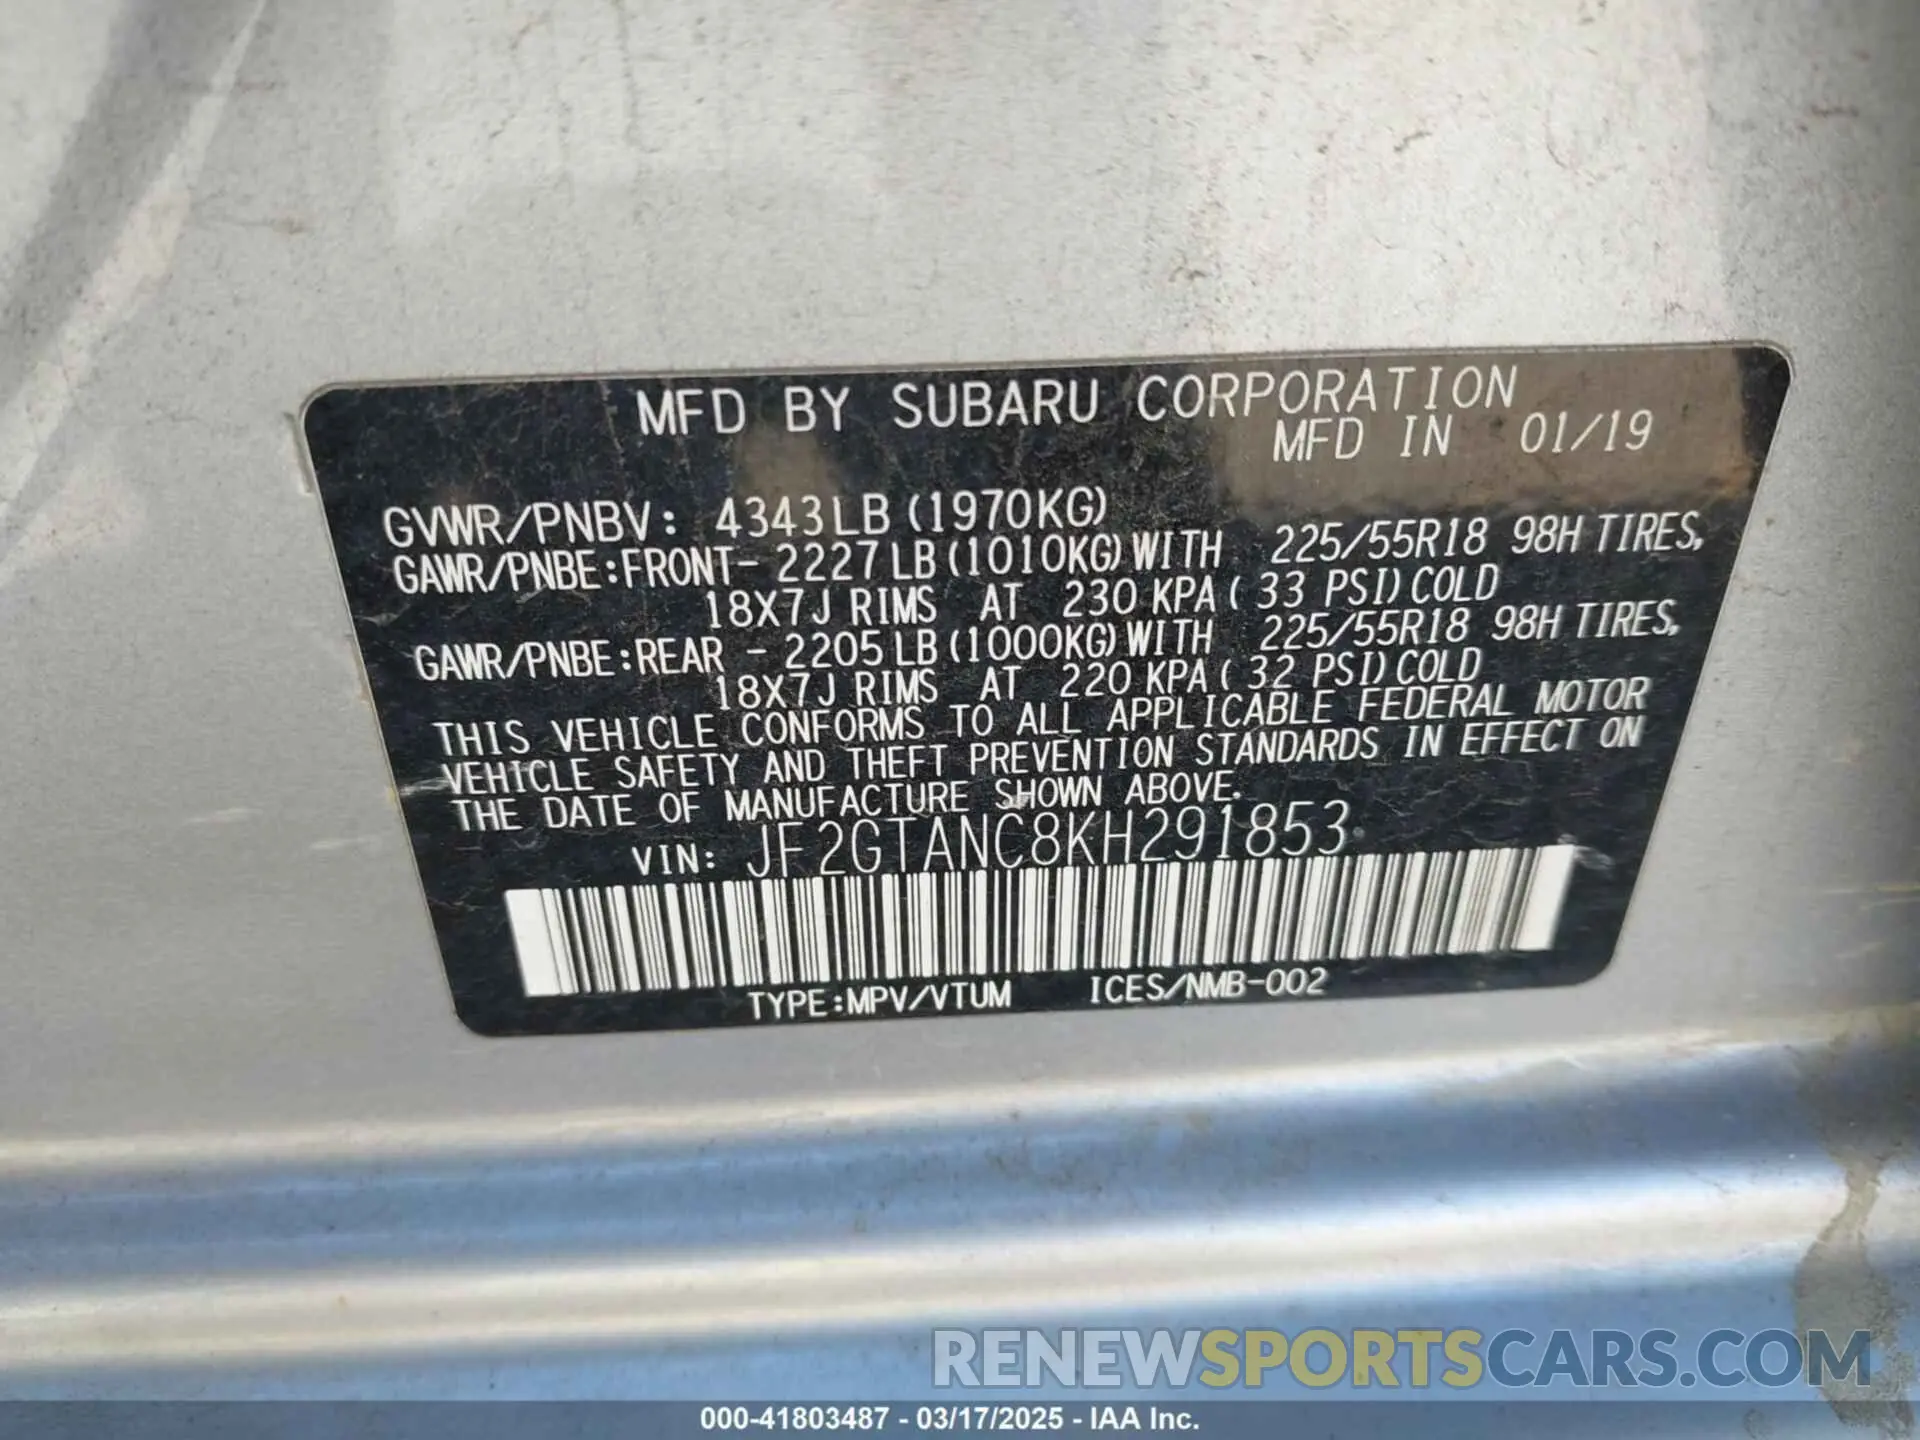 MFD BY SUBARU CORPORATION
MFD IN 01/19
GVWR/PNBV: 4343LB (1970KG)
GAWR/PNBE:FRONT- 2227LB (1010KG) WITH 225/55R18 98H TIRES,
18X7J RIMS AT 230 KPA ( 33 PSI) COLD
GAWR/PNBE:REAR - 2205LB (1000KG) WITH 225/55R18 98H TIRES,
18X7J RIMS AT 220 KPA ( 32 PSI) COLD
THIS VEHICLE CONFORMS TO ALL APPLICABLE FEDERAL MOTOR
VEHICLE SAFETY AND THEFT PREVENTION STANDARDS IN EFFECT ON
THE DATE OF MANUFACTURE SHOWN ABOVE.
VIN: JF2GTANC8KH291853
TYPE:MPV/VTUM ICES/NMB-002
RENEWSPORTSCARS.COM
000-41803487 - 03/17/2025 - IAA Inc.